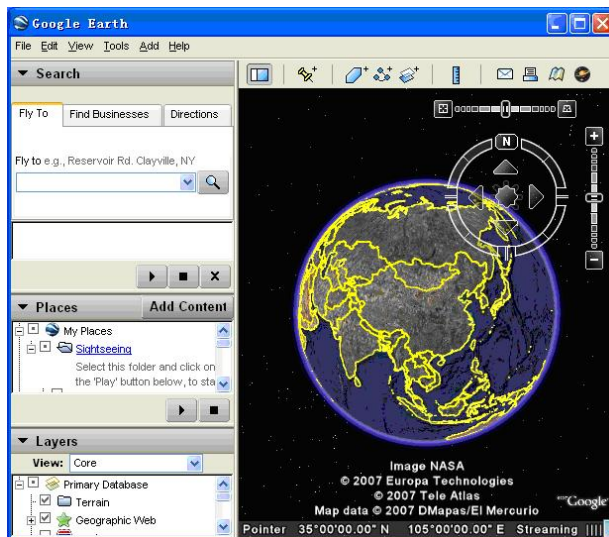 Google Earth
File Edit View Tools Add Help
Search
Fly To Find Businesses Directions
Fly to e.g., Reservoir Rd. Clayville, NY
Places Add Content
My Places
Sightseeing
Select this folder and click on
the 'Play' button below, to sta
Layers
View: Core
Primary Database
Terrain
Geographic Web
N
Image NASA
© 2007 Europa Technologies
© 2007 Tele Atlas
Map data © 2007 DMapas/El Mercurio
Google
Pointer 35°00'00.00" N 105°00'00.00" E Streaming ||||